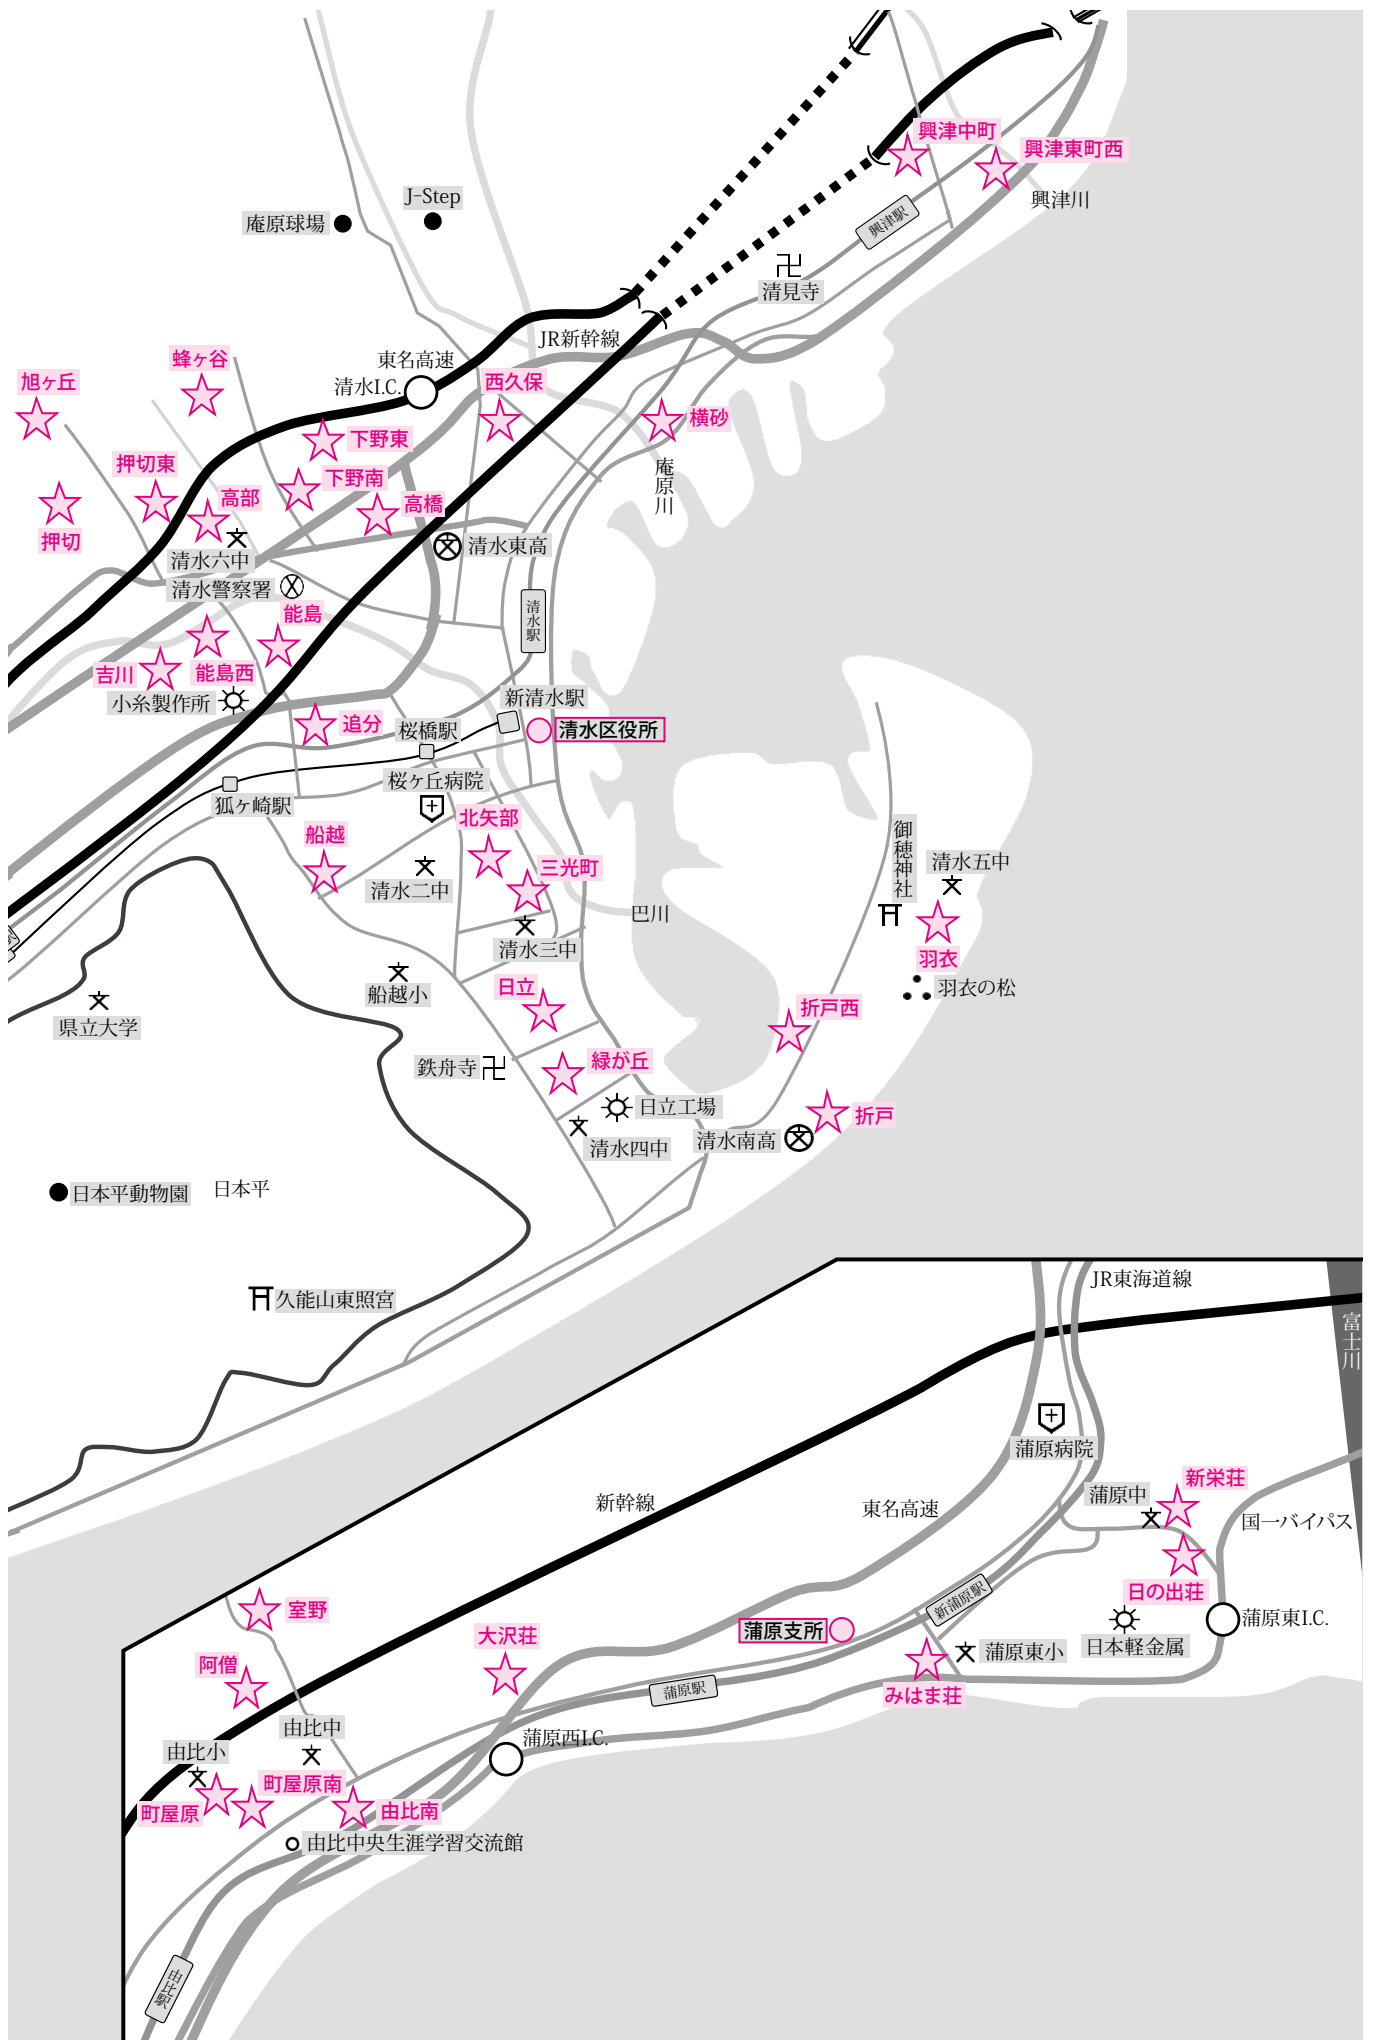 興津中町
興津東町西
興津川
J-Step
庵原球場
興津駅
清見寺
JR新幹線
東名高速
清水I.C.
蜂ヶ谷
旭ヶ丘
西久保
横砂
下野東
押切東
下野南
高部
高橋
庵原川
押切
清水六中
清水東高
清水警察署
能島
清水駅
吉川
能島西
小糸製作所
新清水駅
追分
桜橋駅
清水区役所
桜ケ丘病院
狐ヶ崎駅
北矢部
船越
御穂神社
清水五中
三光町
清水二中
巴川
清水三中
羽衣
駅
船越小
日立
羽衣の松
折戸西
県立大学
鉄舟寺
緑が丘
日立工場
折戸
清水南高
清水四中
日本平動物園
日本平
久能山東照宮
JR東海道線
富士川
蒲原病院
新幹線
東名高速
蒲原中
新栄荘
国一バイパス
日の出荘
新蒲原駅
室野
蒲原支所
大沢荘
蒲原東I.C.
蒲原東小
日本軽金属
阿僧
蒲原駅
みはま荘
由比中
由比小
蒲原西I.C.
町屋原南
町屋原
由比南
由比中央生涯学習交流館
由比駅